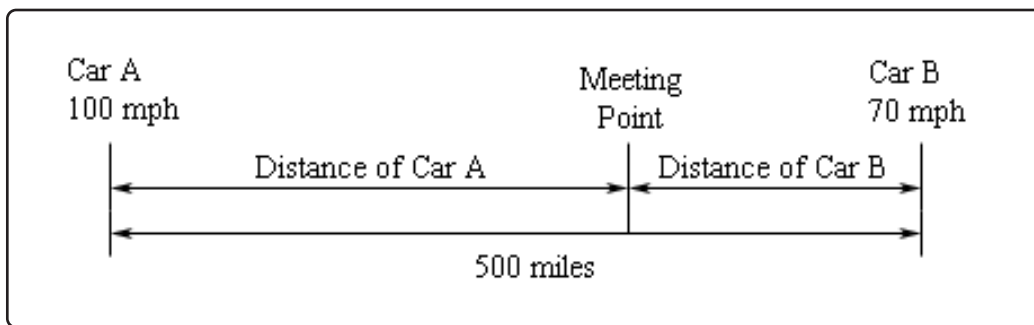 Car A
100 mph
Meeting
Point
Car B
70 mph
Distance of Car A
Distance of Car B
500 miles